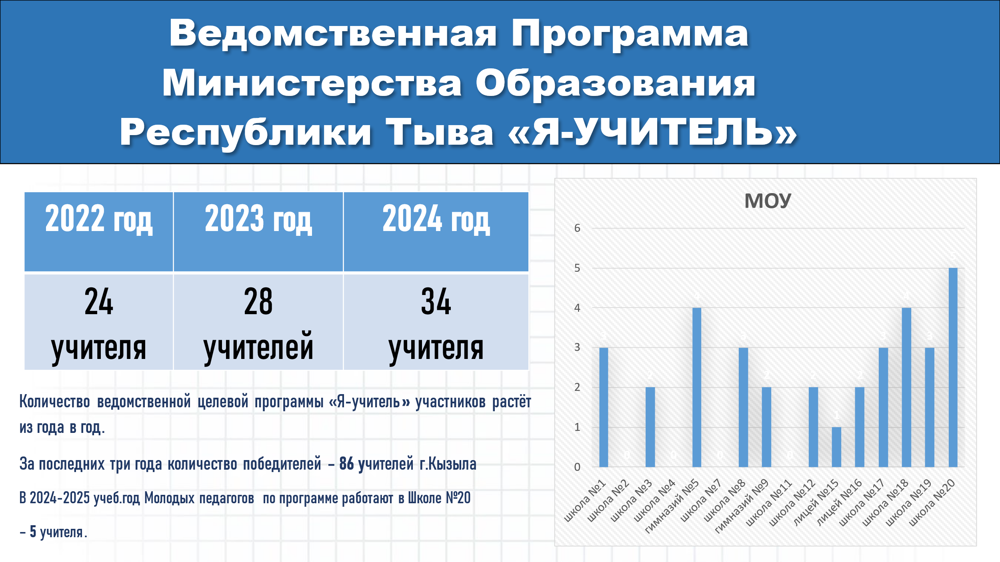 Ведомственная Программа
Министерства Образования
Республики Тыва «Я-УЧИТЕЛЬ»
2022 год
2023 год
2024 год
24
учителя
28
учителей
34
учителя
Количество ведомственной целевой программы «Я-учитель» участников растёт
из года в год.
За последних три года количество победителей – 86 учителей г.Кызыла
В 2024-2025 учеб.год Молодых педагогов по программе работают в Школе №20
– 5 учителя.
МОУ
6
5
4
3
2
1
0
3
0
2
0
4
0
3
2
0
2
1
2
3
4
3
5
школа №1
школа №2
школа №3
школа №4
гимназий №5
школа №7
школа №8
гимназий №9
школа №11
школа №12
лицей №15
лицей №16
школа №17
школа №18
школа №19
школа №20